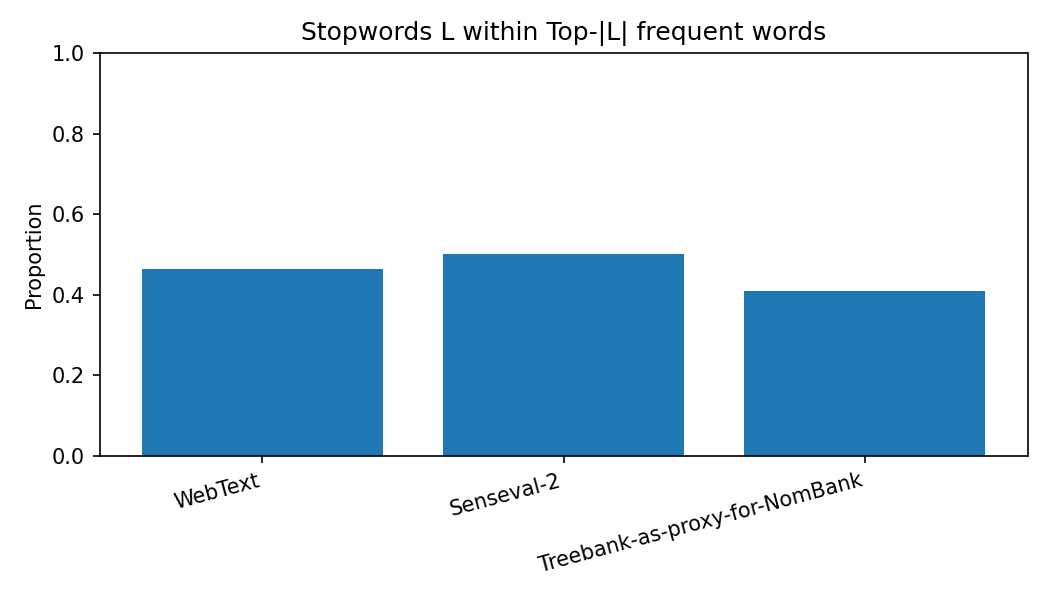 Stopwords L within Top-|L| frequent words
1.0
0.8
0.6
0.4
0.2
0.0
Proportion
WebText
Senseval-2
Treebank-as-proxy-for-NomBank